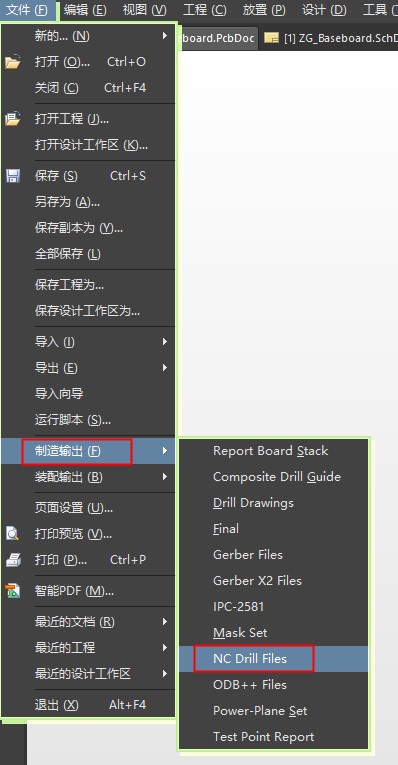 文件 (F) 编辑 (E) 视图 (V) 工程 (C) 放置 (P) 设计 (D) 工具 (
board.PcbDoc [1] ZG_Baseboard.SchD
新的... (N)
打开 (O)... Ctrl+O
关闭 (C) Ctrl+F4
打开工程 (J)...
打开设计工作区 (K)...
保存 (S) Ctrl+S
另存为 (A)...
保存副本为 (Y)...
全部保存 (L)
保存工程为...
保存设计工作区为...
导入 (I)
导出 (E)
导入向导
运行脚本 (S)...
制造输出 (F)
装配输出 (B)
页面设置 (U)...
打印预览 (V)...
打印 (P)... Ctrl+P
智能PDF (M)...
最近的文档 (R)
最近的工程
最近的设计工作区
退出 (X) Alt+F4
Report Board Stack
Composite Drill Guide
Drill Drawings
Final
Gerber Files
Gerber X2 Files
IPC-2581
Mask Set
NC Drill Files
ODB++ Files
Power-Plane Set
Test Point Report